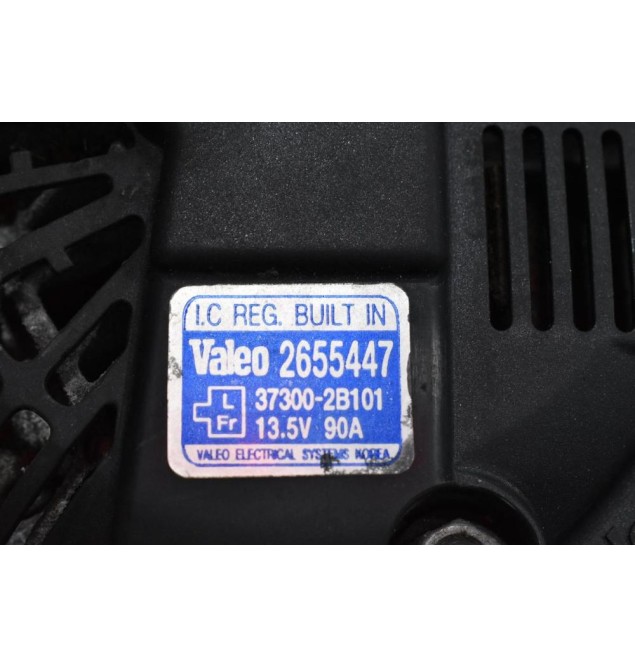 I.C REG. BUILT IN
Valeo 2655447
L 37300-2B101
Fr 13.5V 90A
VALEO ELECTRICAL SYSTEMS KOREA